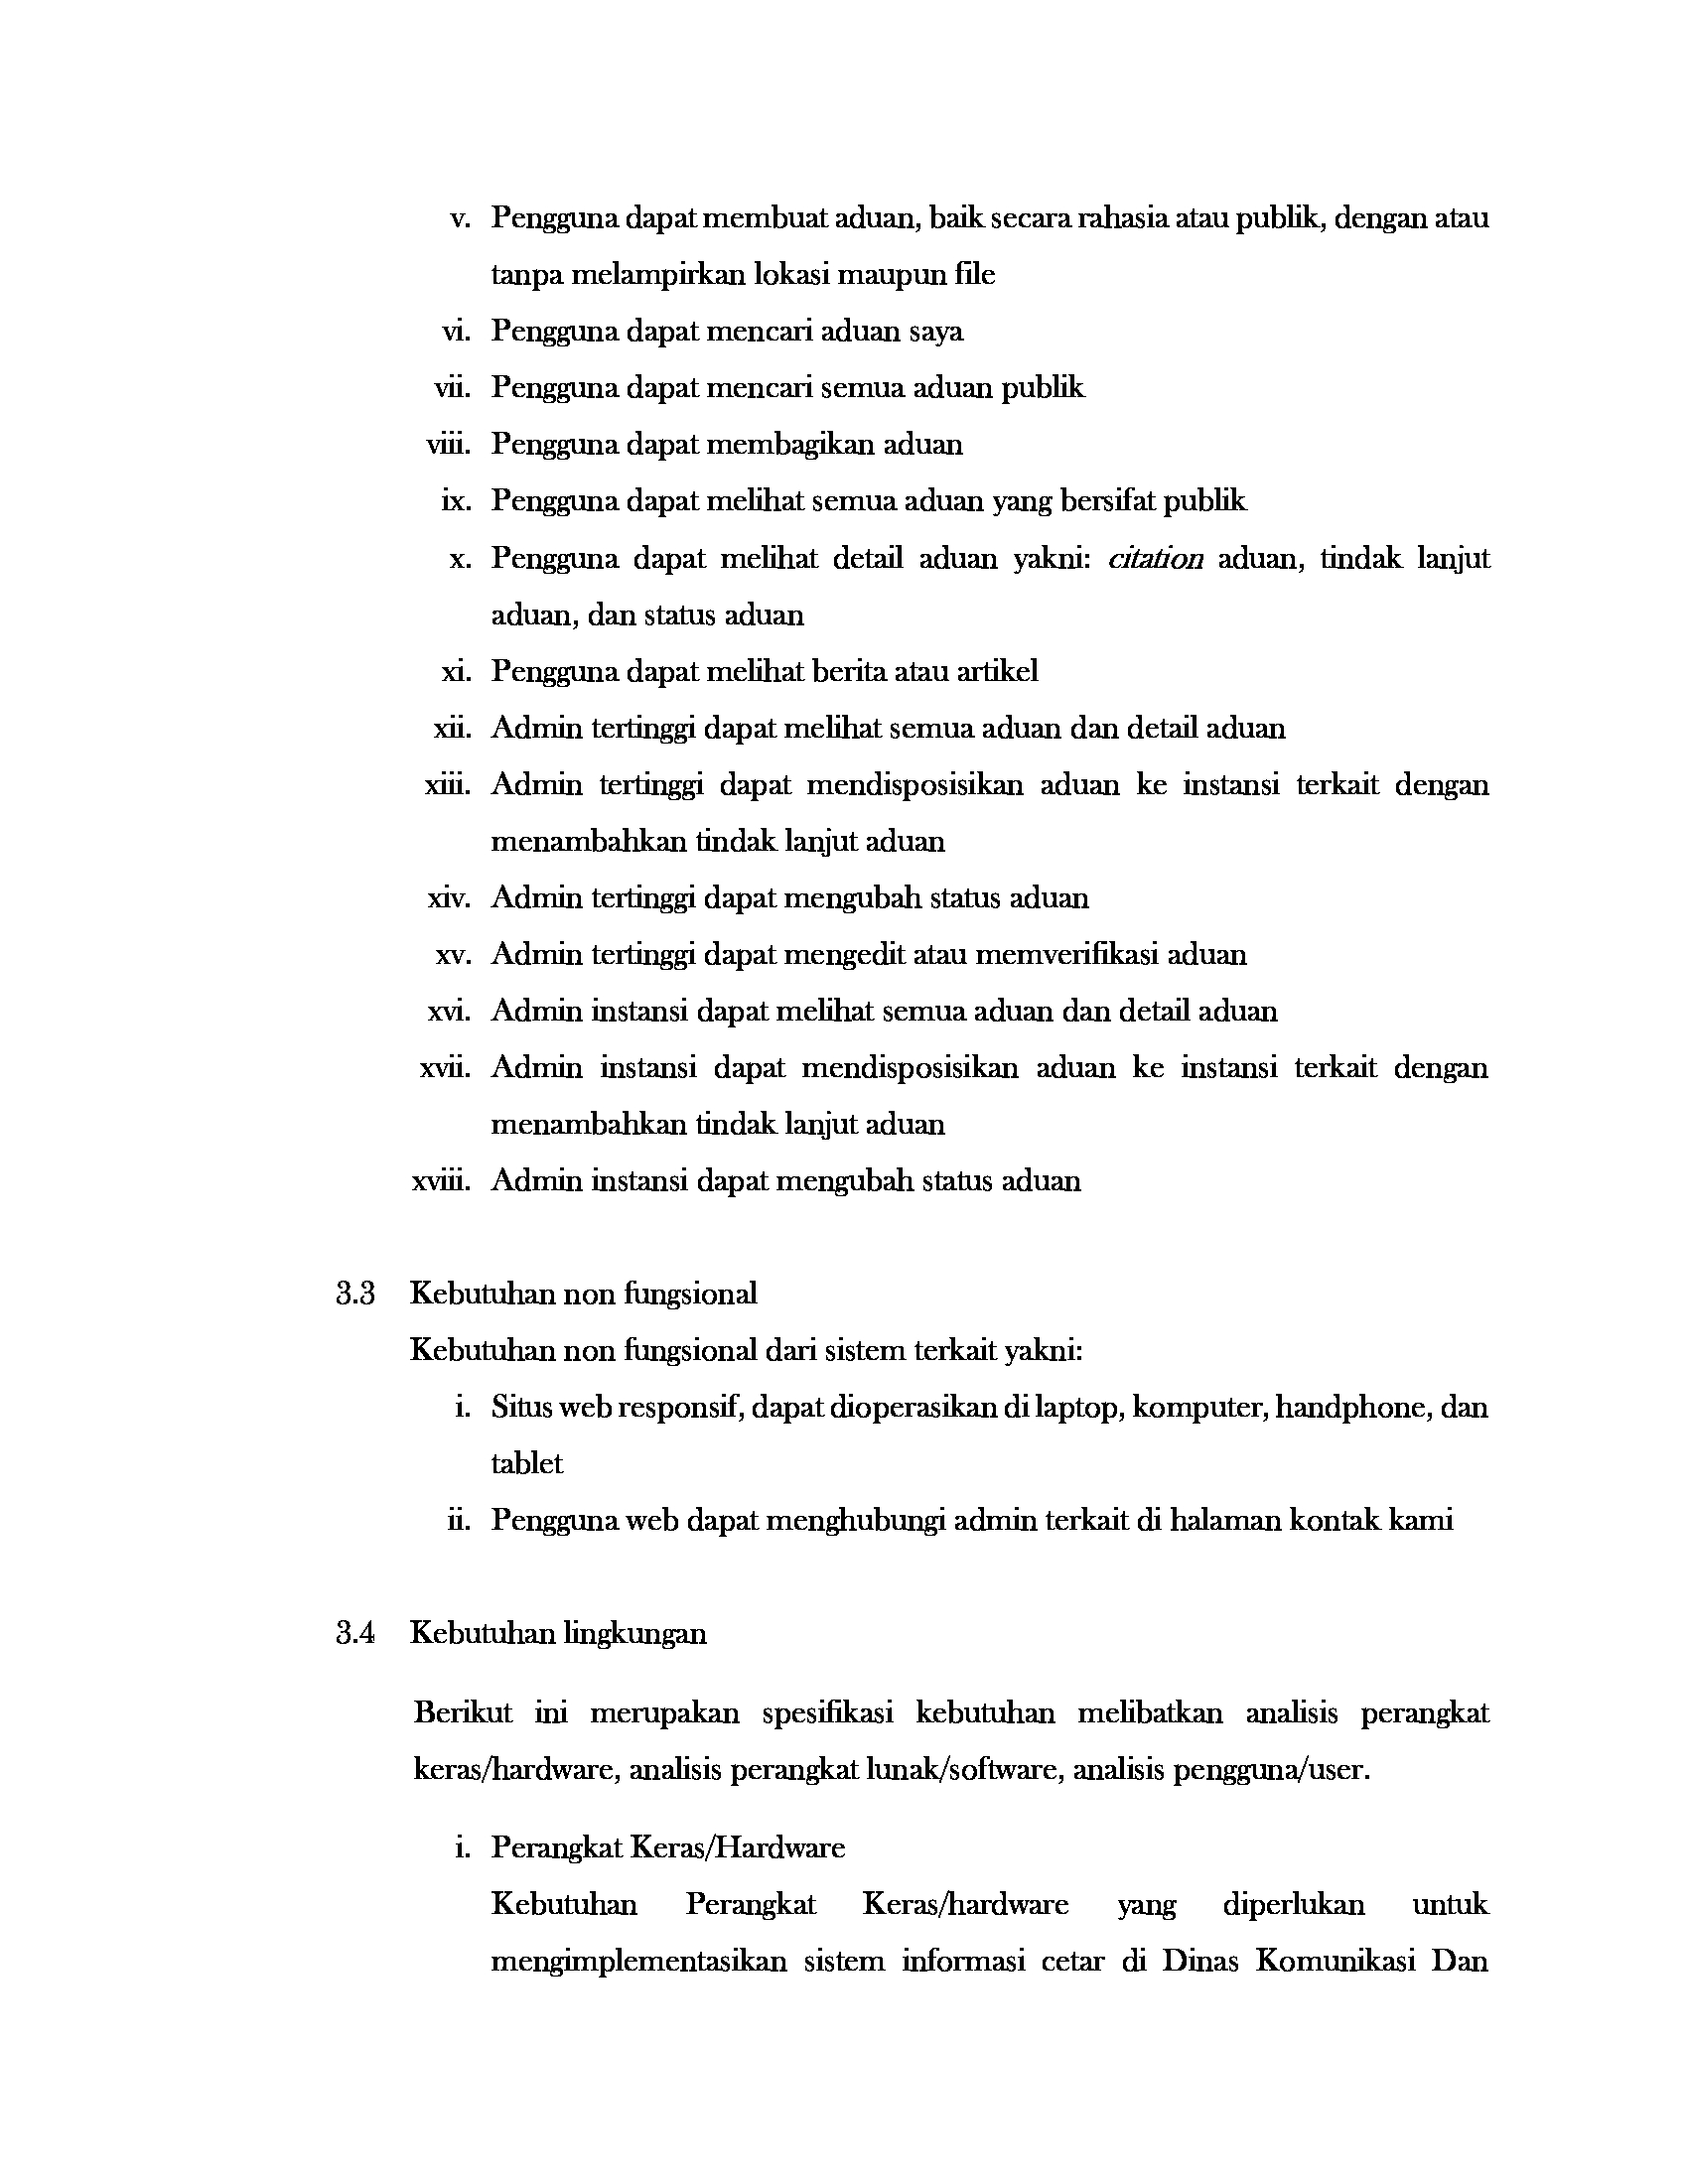 v. Pengguna dapat membuat aduan, baik secara rahasia atau publik, dengan atau
tanpa melampirkan lokasi maupun file
vi. Pengguna dapat mencari aduan saya
vii. Pengguna dapat mencari semua aduan publik
viii. Pengguna dapat membagikan aduan
ix. Pengguna dapat melihat semua aduan yang bersifat publik
x. Pengguna dapat melihat detail aduan yakni: citation aduan, tindak lanjut
aduan, dan status aduan
xi. Pengguna dapat melihat berita atau artikel
xii. Admin tertinggi dapat melihat semua aduan dan detail aduan
xiii. Admin tertinggi dapat mendisposisikan aduan ke instansi terkait dengan
menambahkan tindak lanjut aduan
xiv. Admin tertinggi dapat mengubah status aduan
xv. Admin tertinggi dapat mengedit atau memverifikasi aduan
xvi. Admin instansi dapat melihat semua aduan dan detail aduan
xvii. Admin instansi dapat mendisposisikan aduan ke instansi terkait dengan
menambahkan tindak lanjut aduan
xviii. Admin instansi dapat mengubah status aduan
3.3 Kebutuhan non fungsional
Kebutuhan non fungsional dari sistem terkait yakni:
i. Situs web responsif, dapat dioperasikan di laptop, komputer, handphone, dan
tablet
ii. Pengguna web dapat menghubungi admin terkait di halaman kontak kami
3.4 Kebutuhan lingkungan
Berikut ini merupakan spesifikasi kebutuhan melibatkan analisis perangkat
keras/hardware, analisis perangkat lunak/software, analisis pengguna/user.
i. Perangkat Keras/Hardware
Kebutuhan Perangkat Keras/hardware yang diperlukan untuk
mengimplementasikan sistem informasi cetar di Dinas Komunikasi Dan